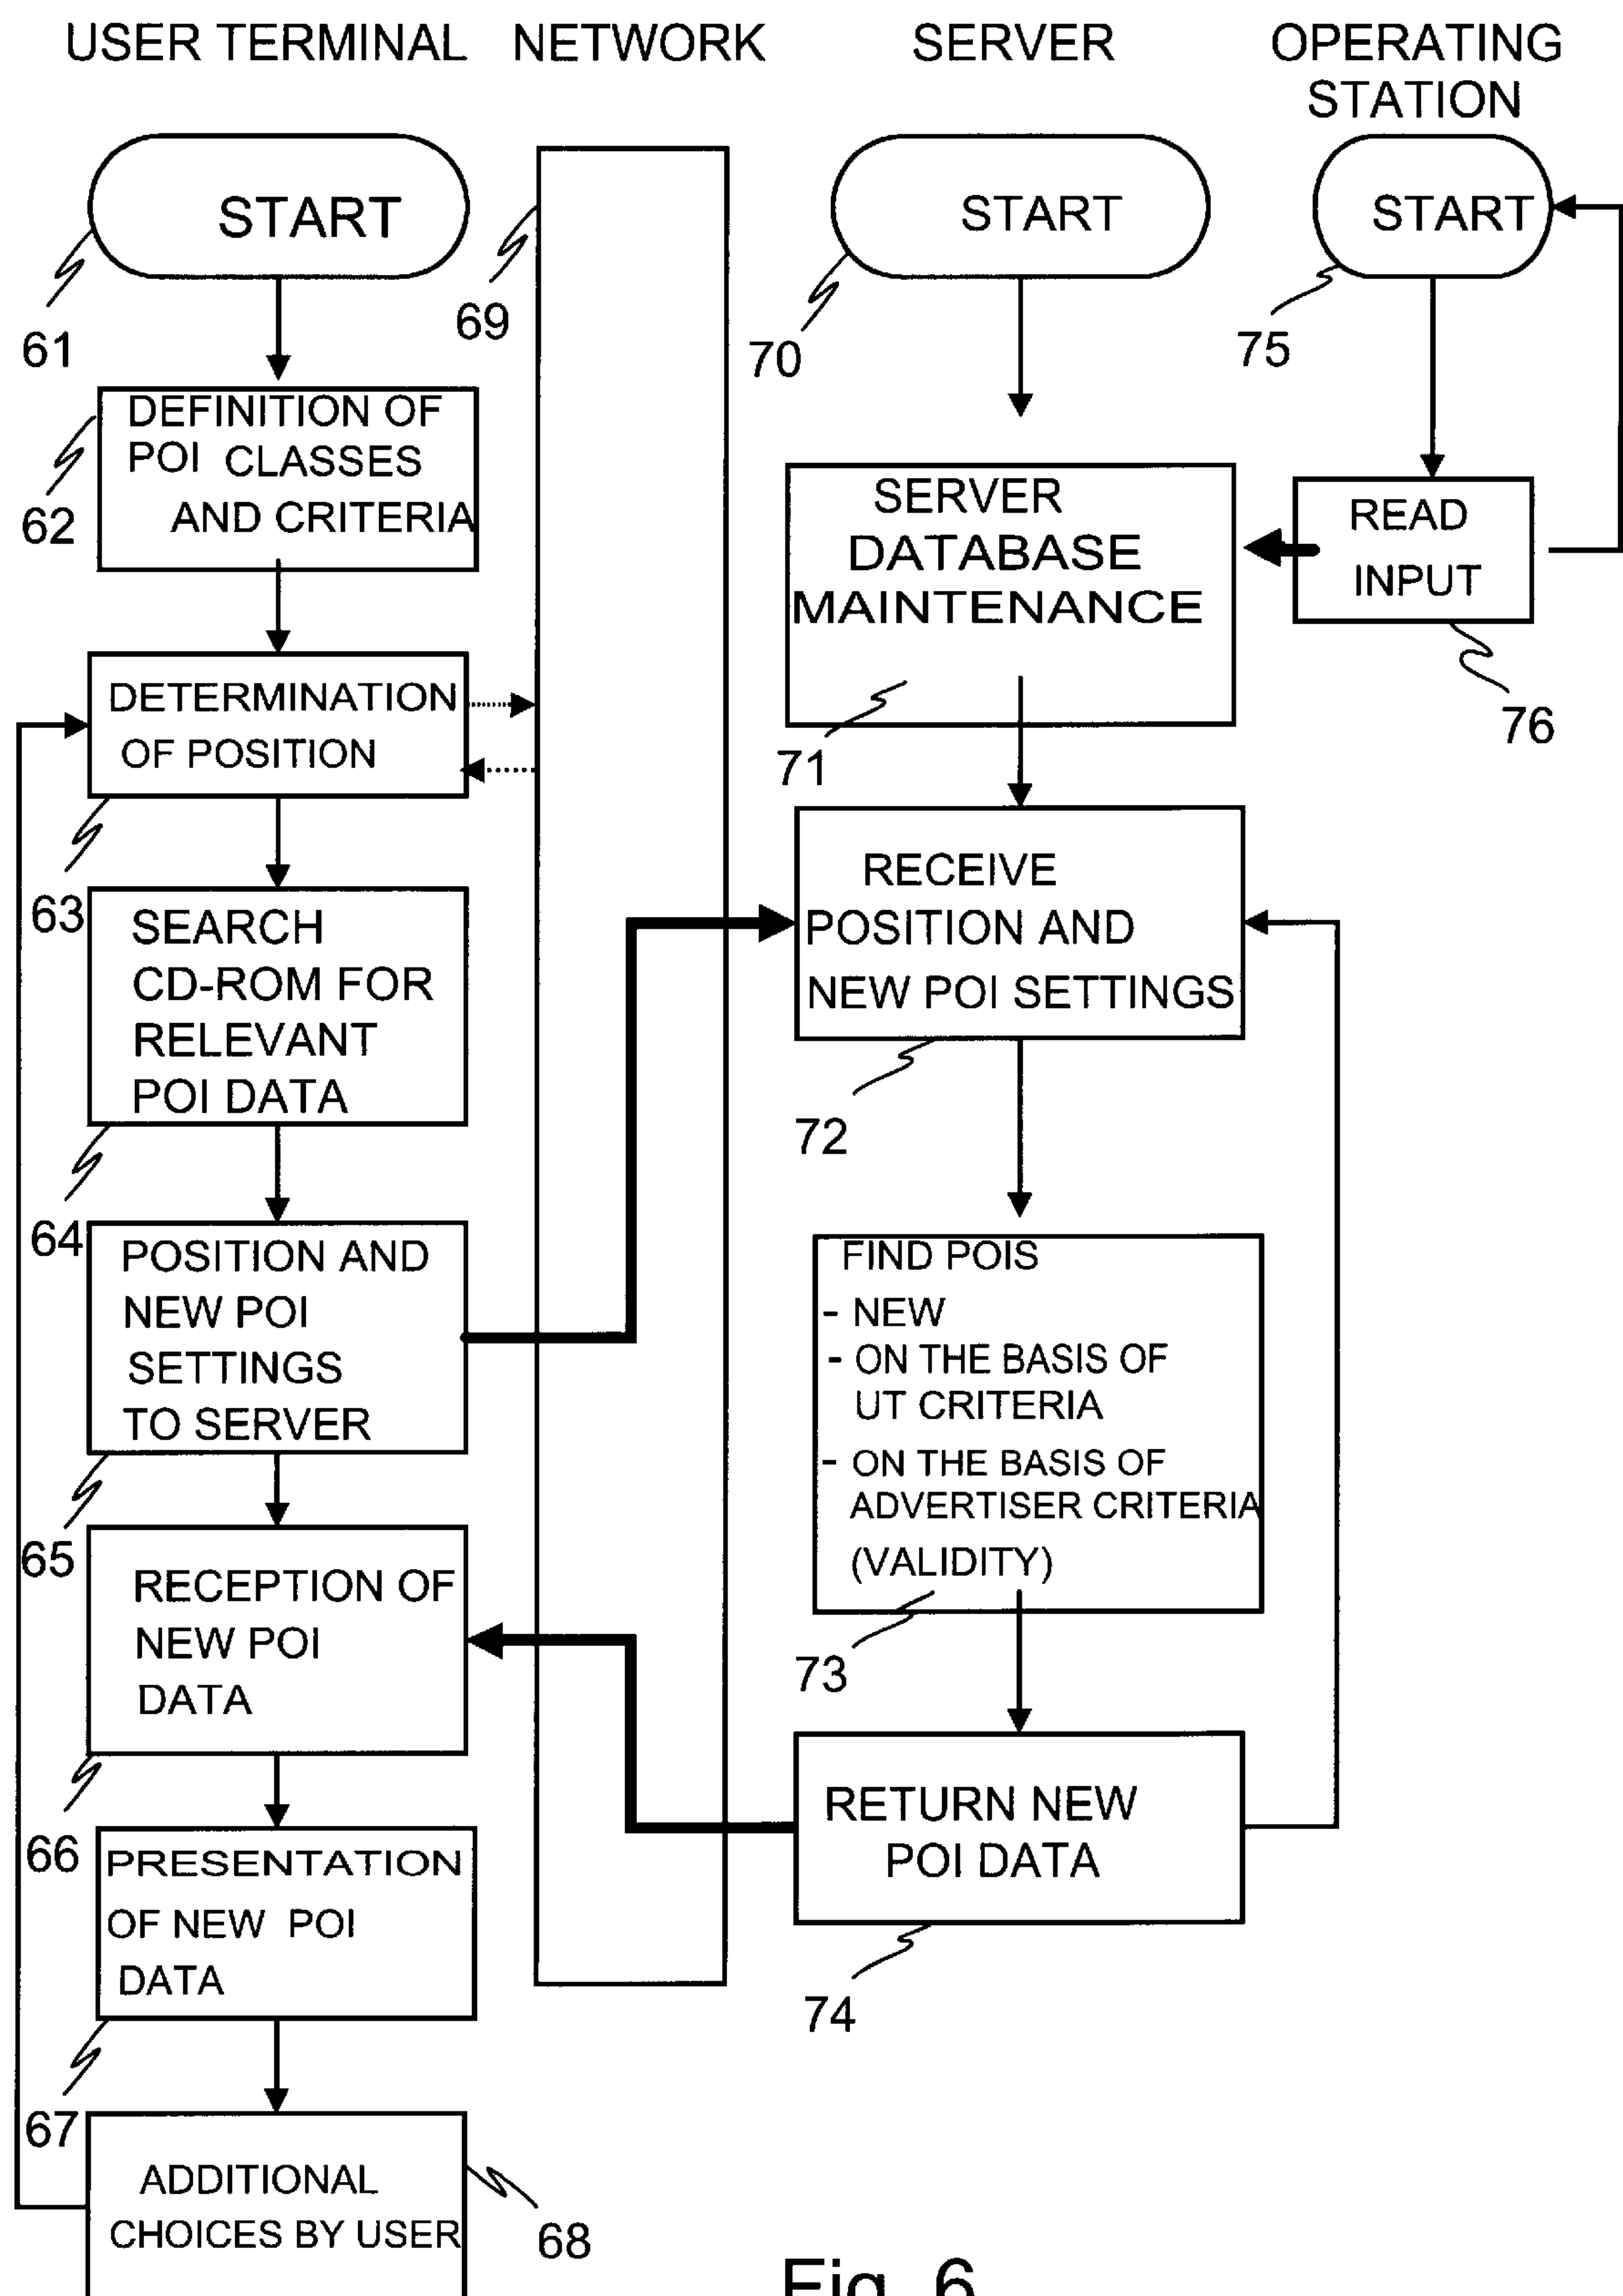 USER TERMINAL
NETWORK
SERVER
OPERATING
STATION
START
61
DEFINITION OF
POI CLASSES
AND CRITERIA
62
DETERMINATION
OF POSITION
63
SEARCH
CD-ROM FOR
RELEVANT
POI DATA
64
POSITION AND
NEW POI
SETTINGS
TO SERVER
65
RECEPTION OF
NEW POI
DATA
66
PRESENTATION
OF NEW POI
DATA
67
ADDITIONAL
CHOICES BY USER
68
69
START
70
SERVER
DATABASE
MAINTENANCE
71
RECEIVE
POSITION AND
NEW POI SETTINGS
72
FIND POIS
- NEW
- ON THE BASIS OF
UT CRITERIA
- ON THE BASIS OF
ADVERTISER CRITERIA
(VALIDITY)
73
RETURN NEW
POI DATA
74
START
75
READ
INPUT
76
Fig. 6